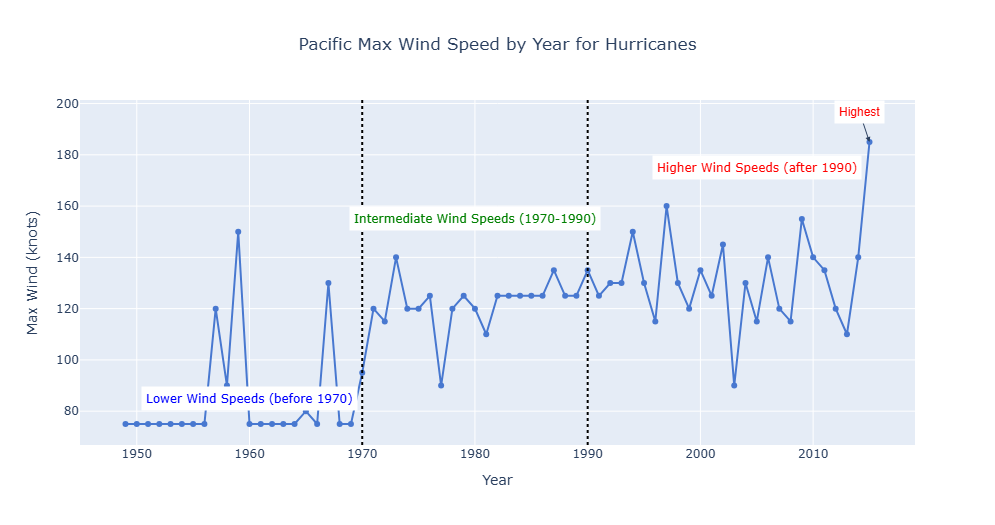 Pacific Max Wind Speed by Year for Hurricanes
200
Highest
180
Higher Wind Speeds (after 1990)
160
Intermediate Wind Speeds (1970-1990)
140
120
100
Lower Wind Speeds (before 1970)
80
Max Wind (knots)
1950 1960 1970 1980 1990 2000 2010
Year